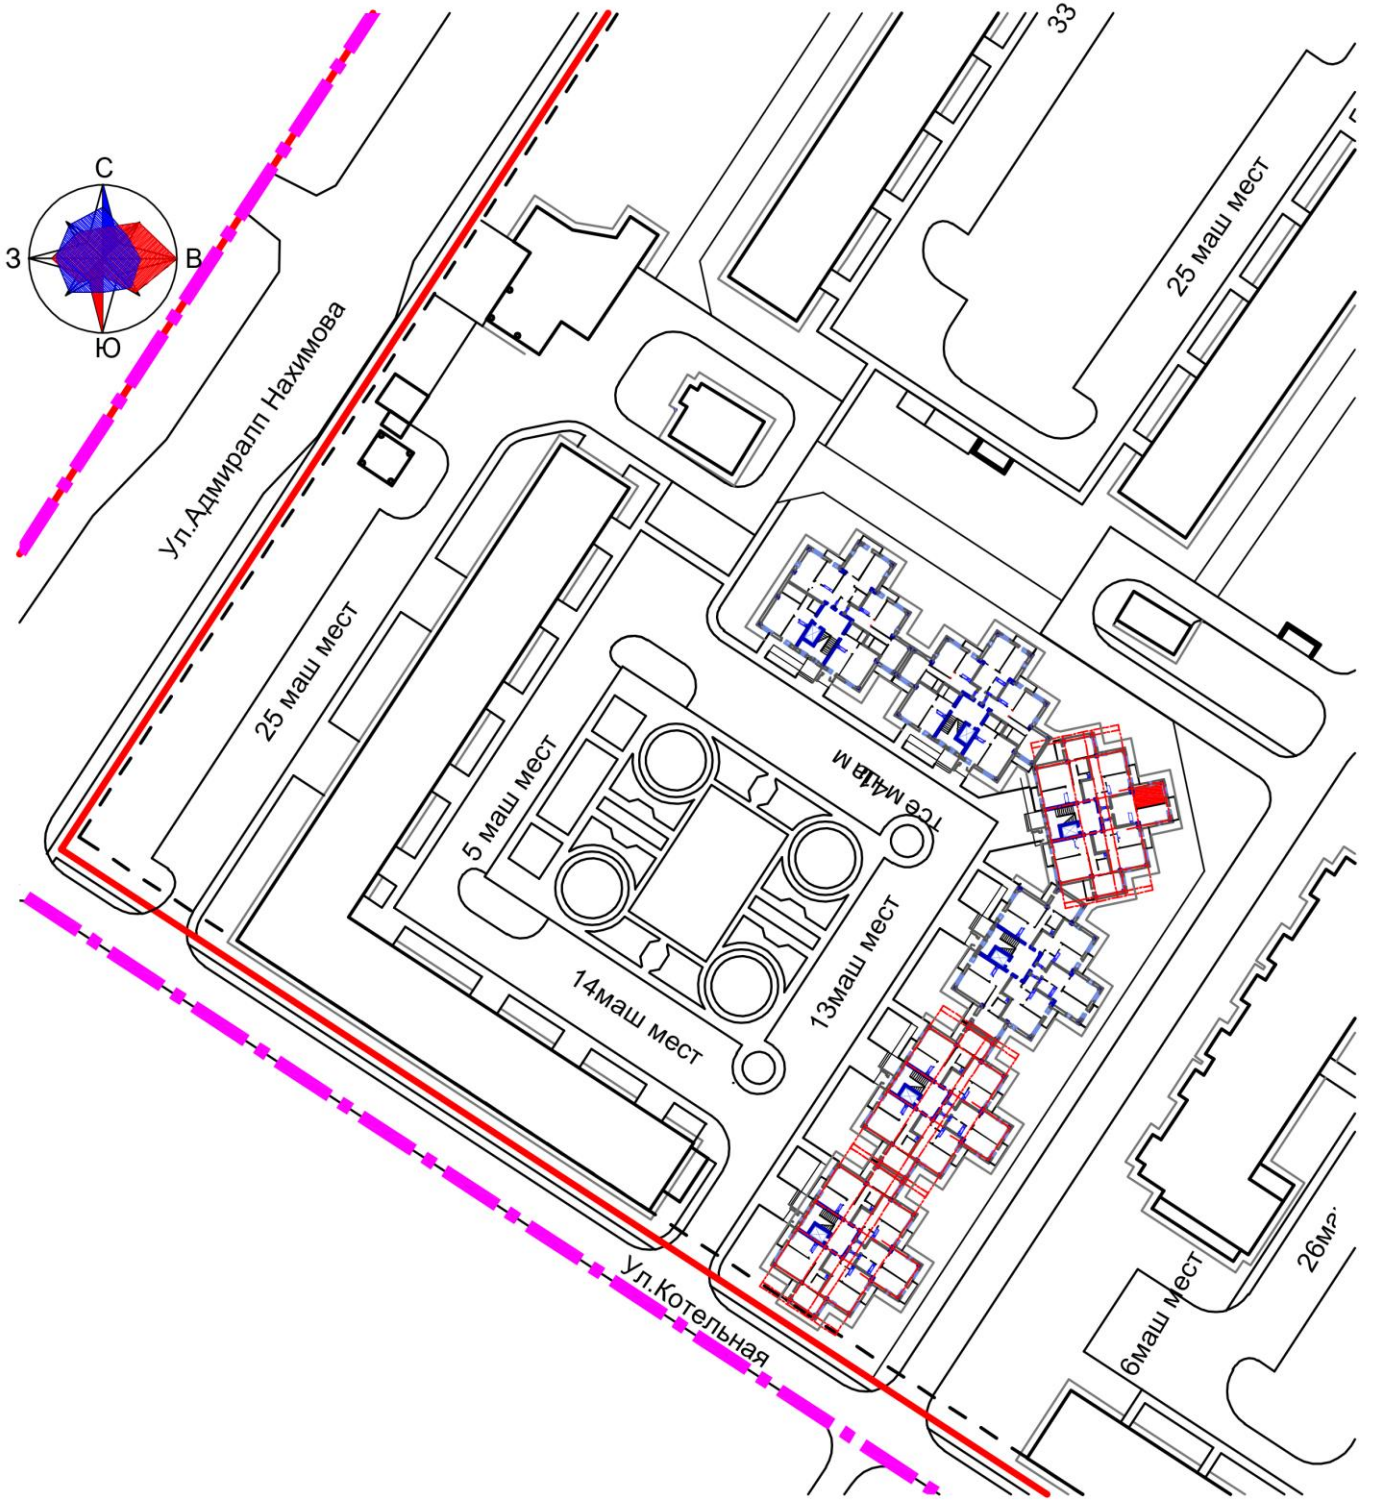 33
С
З
В
Ю
25 маш мест
Ул.Адмиралп Нахимова
25 маш мест
5 маш мест
13маш мест
14маш мест
Ул.Котельная
6маш мест